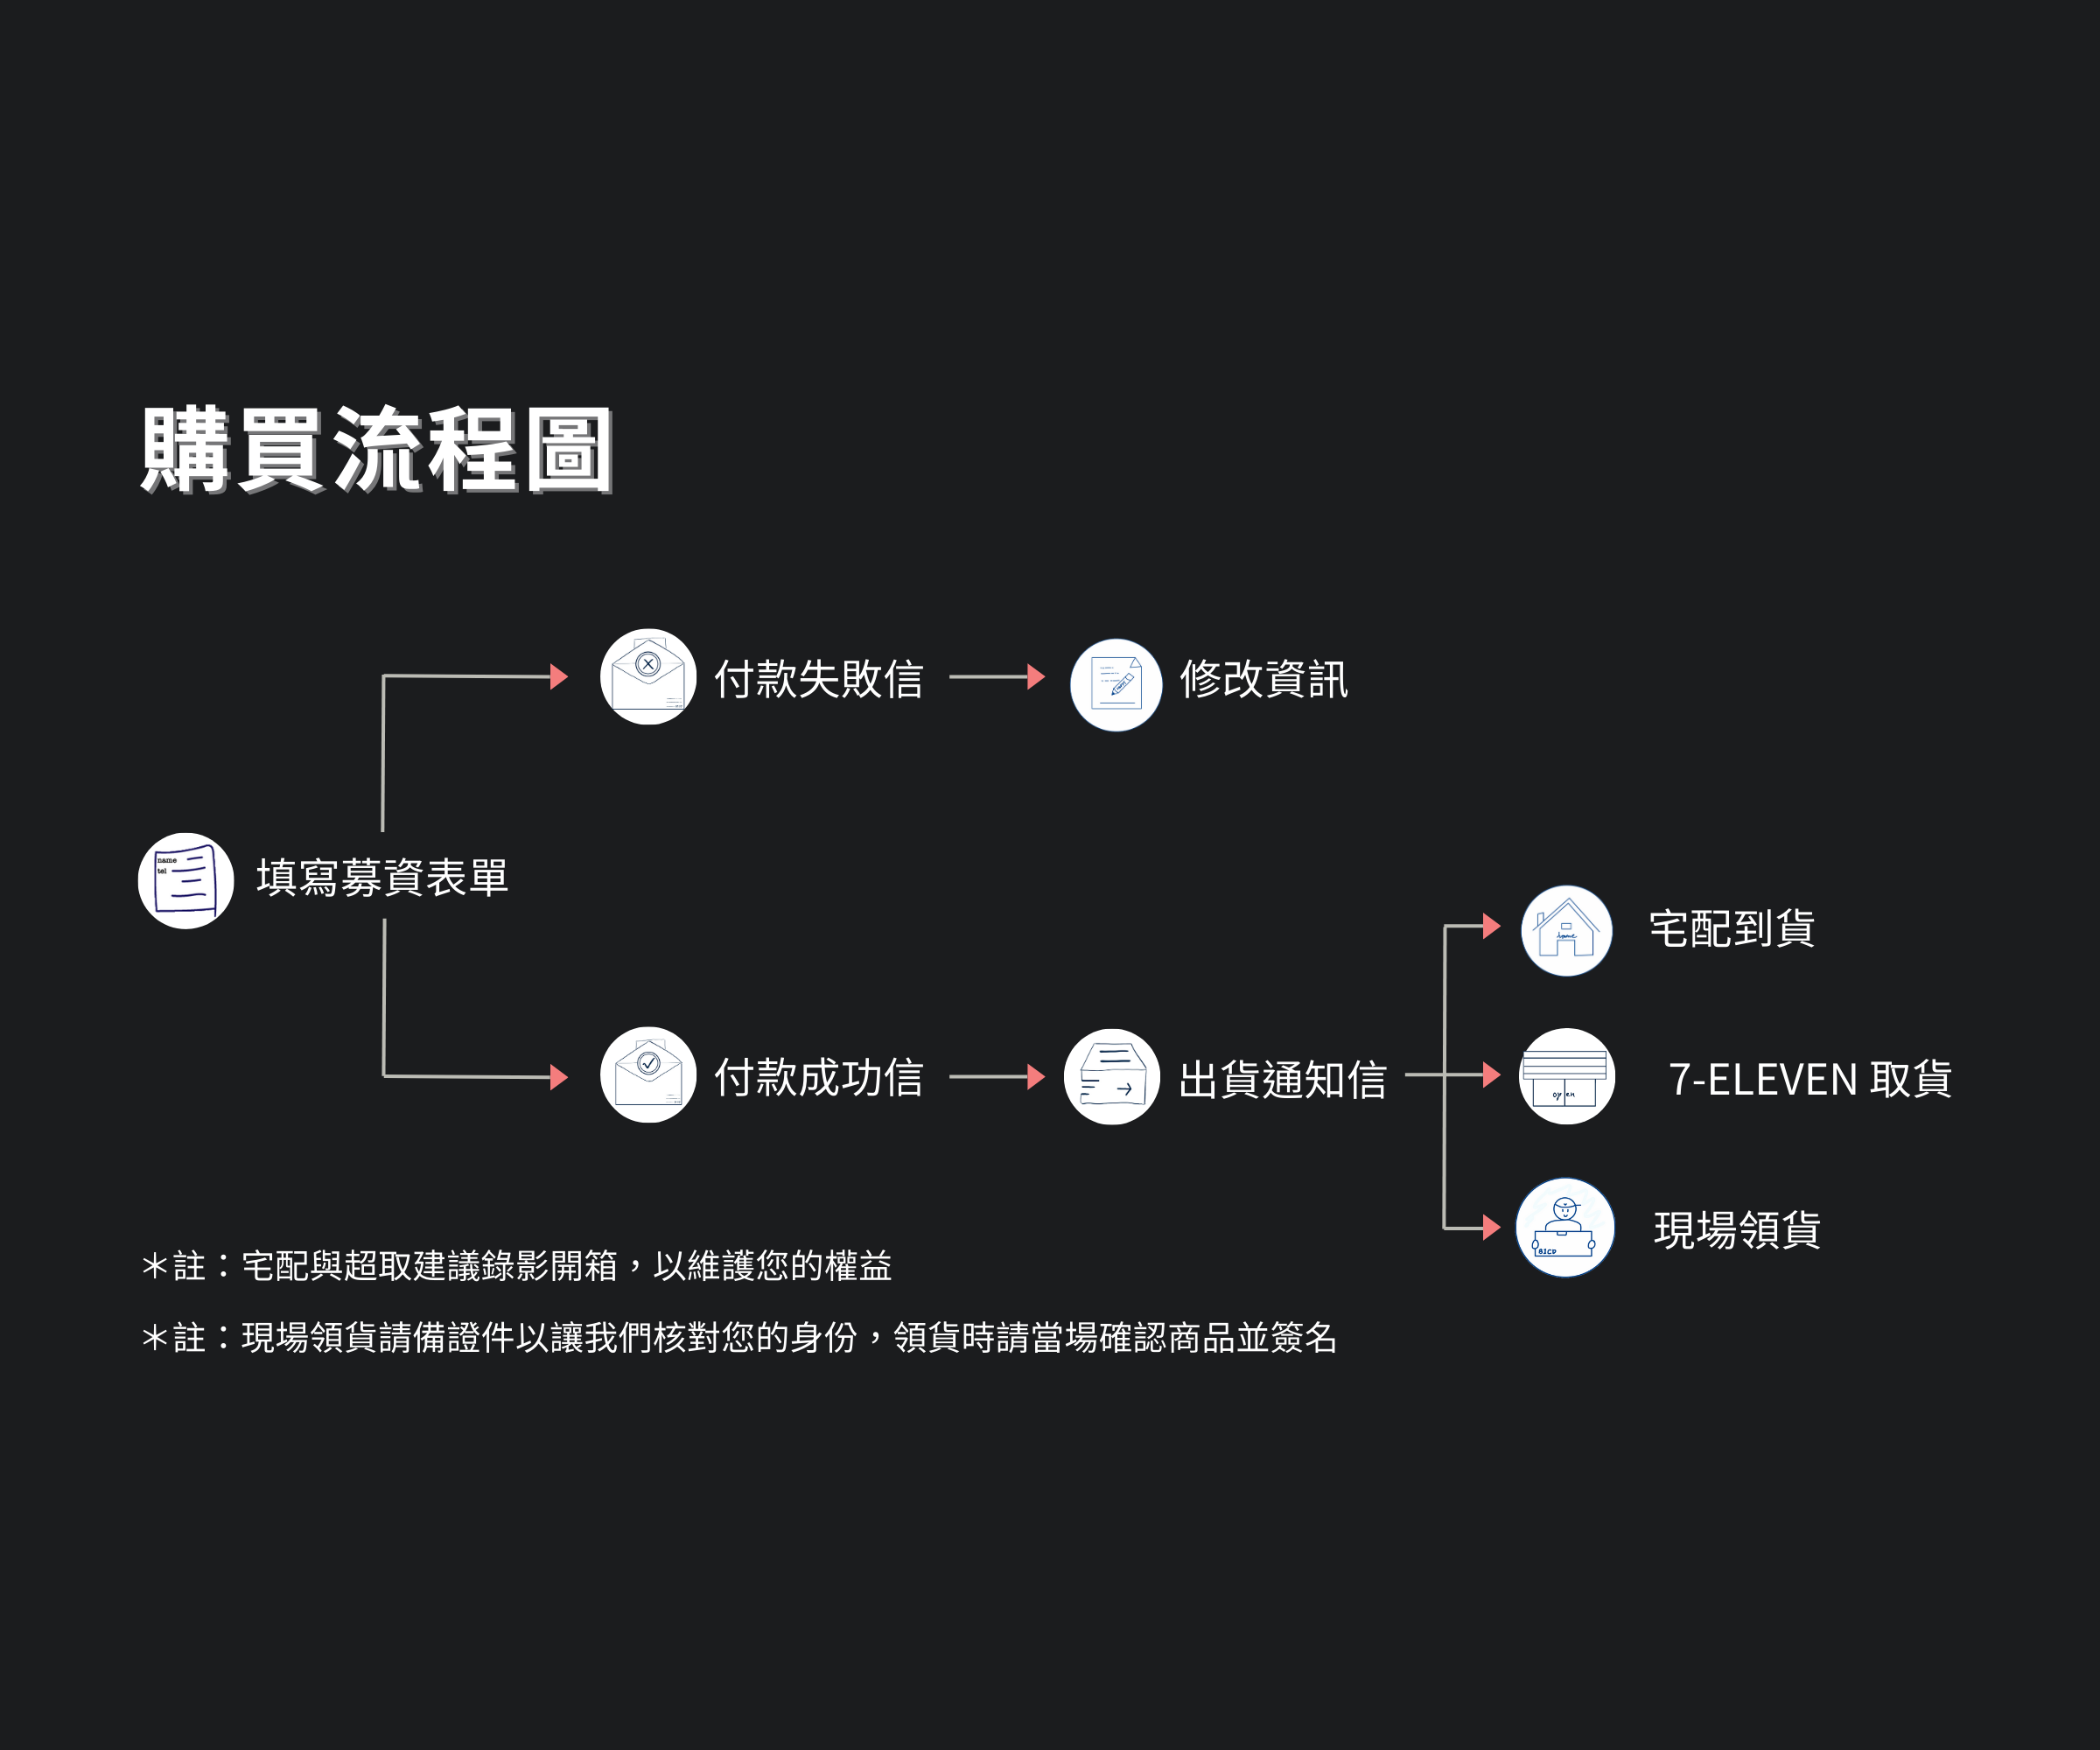 購買流程圖
付款失敗信
修改資訊
name
tel
填寫募資表單
home
宅配到貨
付款成功信
出貨通知信
open
7-ELEVEN 取貨
現場領貨
＊註：宅配與超取建議錄影開箱，以維護您的權益
＊註：現場領貨請備證件以讓我們核對您的身份，領貨時請當場確認商品並簽名